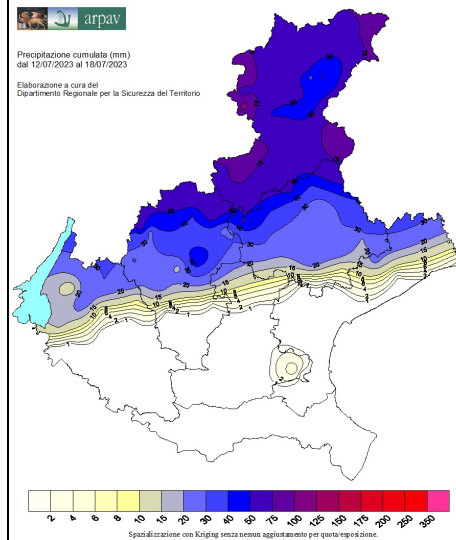 arpav
Precipitazione cumulata (mm)
dal 12/07/2023 al 18/07/2023
Elaborazione a cura del
Dipartimento Regionale per la Sicurezza del Territorio
2 4 6 8 10 15 20 30 40 50 75 100 125 150 175 200 250 350
Spazializzazione con Kriging senza nessun aggiustamento per quota/esposizione.